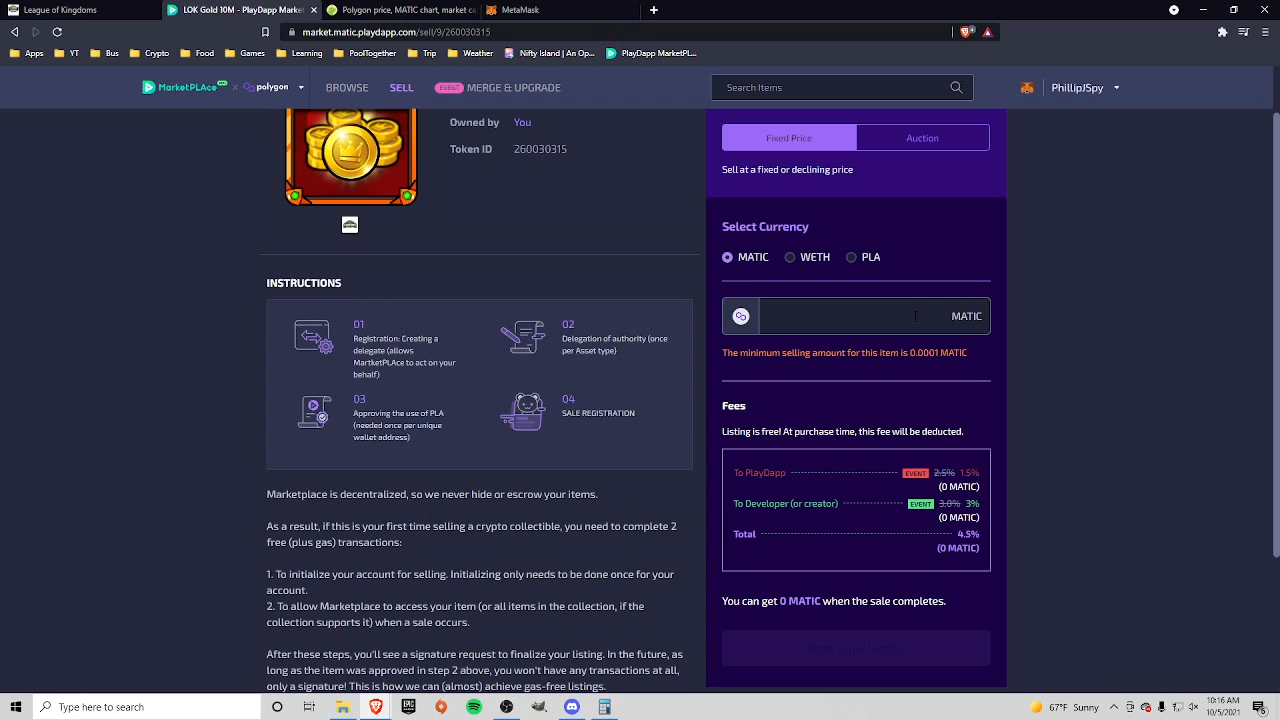 League of Kingdoms
LOK Gold 10M - PlayDapp Market
Polygon price, MATIC chart, market ca
MetaMask
market.matic.playdapp.com/sell/9/260030315
Apps
YT
Bus
Crypto
Food
Games
Learning
PoolTogether
Trip
Weather
Nifty Island | An Op...
PlayDapp MarketPL...
MarketPLAce x polygon
BROWSE
SELL
EVENT MERGE & UPGRADE
Search Items
PhillipJSpy
Owned by You
Token ID 260030315
Fixed Price
Auction
Sell at a fixed or declining price
Select Currency
MATIC
WETH
PLA
MATIC
The minimum selling amount for this item is 0.0001 MATIC
Fees
Listing is free! At purchase time, this fee will be deducted.
To PlayDapp EVENT 2.5% 1.5%
(0 MATIC)
To Developer (or creator) EVENT 3.0% 3%
(0 MATIC)
Total 4.5%
(0 MATIC)
You can get 0 MATIC when the sale completes.
INSTRUCTIONS
01
Registration: Creating a
delegate (allows
MartketPLAce to act on your
behalf)
02
Delegation of authority (once
per Asset type)
03
Approving the use of PLA
(needed once per unique
wallet address)
04
SALE REGISTRATION
Marketplace is decentralized, so we never hide or escrow your items.
As a result, if this is your first time selling a crypto collectible, you need to complete 2
free (plus gas) transactions:
1. To initialize your account for selling. Initializing only needs to be done once for your
account.
2. To allow Marketplace to access your item (or all items in the collection, if the
collection supports it) when a sale occurs.
After these steps, you'll see a signature request to finalize your listing. In the future, as
long as the item was approved in step 2 above, you won't have any transactions at all,
only a signature! This is how we can (almost) achieve gas-free listings.
Type here to search
67°F Sunny
10:16 AM
10/5/2021